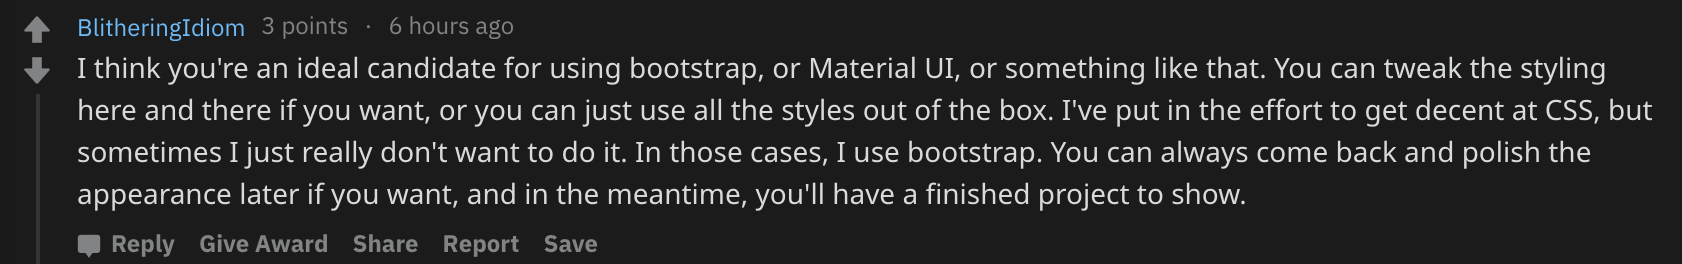 BlitheringIdiom 3 points · 6 hours ago
I think you're an ideal candidate for using bootstrap, or Material UI, or something like that. You can tweak the styling
here and there if you want, or you can just use all the styles out of the box. I've put in the effort to get decent at CSS, but
sometimes I just really don't want to do it. In those cases, I use bootstrap. You can always come back and polish the
appearance later if you want, and in the meantime, you'll have a finished project to show.
Reply Give Award Share Report Save